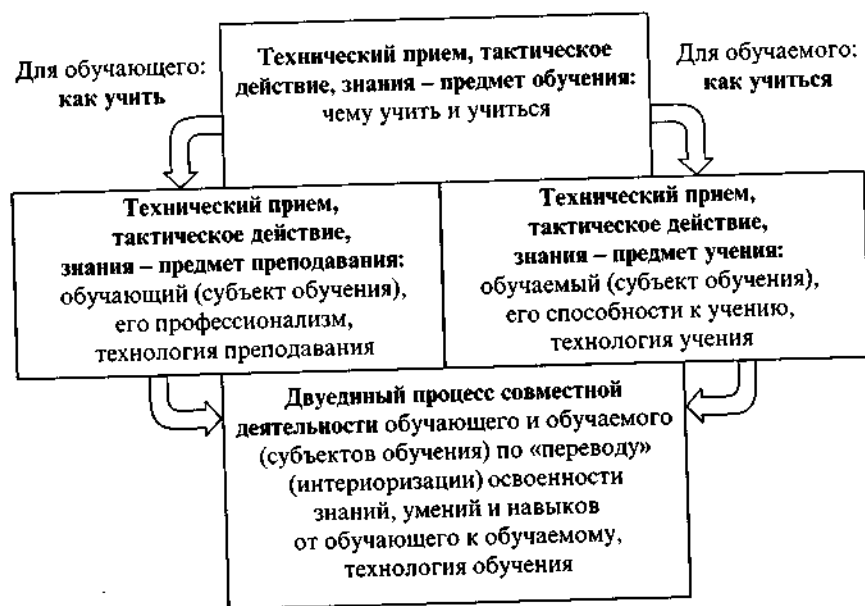 Для обучающего:
как учить
Технический прием, тактическое
действие, знания – предмет обучения:
чему учить и учиться
Для обучаемого:
как учиться
Технический прием,
тактическое действие,
знания – предмет преподавания:
обучающий (субъект обучения),
его профессионализм,
технология преподавания
Технический прием,
тактическое действие,
знания – предмет учения:
обучаемый (субъект обучения),
его способности к учению,
технология учения
Двуединый процесс совместной
деятельности обучающего и обучаемого
(субъектов обучения) по «переводу»
(интериоризации) освоенности
знаний, умений и навыков
от обучающего к обучаемому,
технология обучения